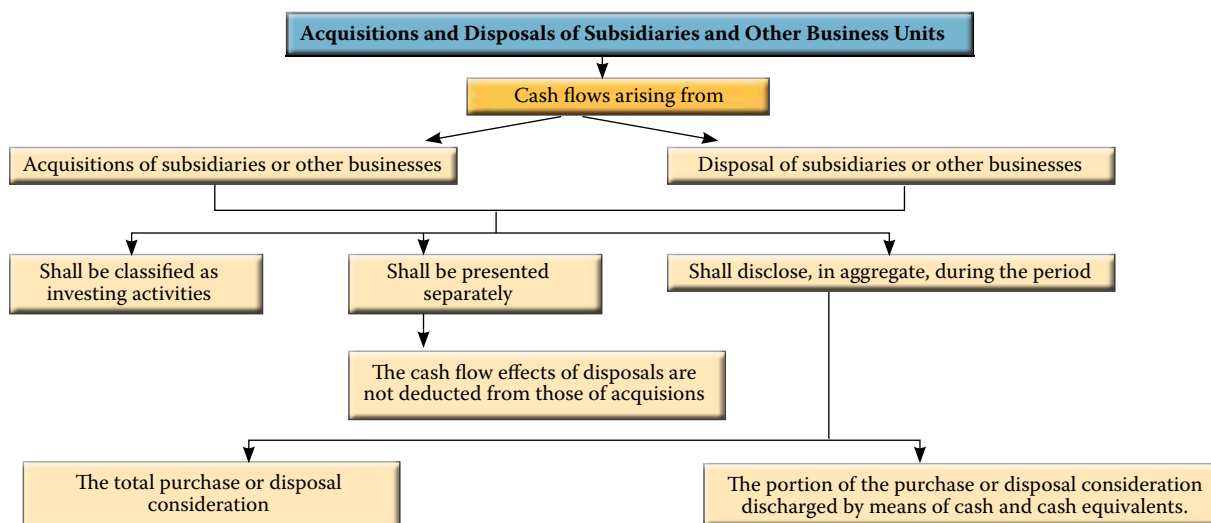 Acquisitions and Disposals of Subsidiaries and Other Business Units
Cash flows arising from
Acquisitions of subsidiaries or other businesses
Disposal of subsidiaries or other businesses
Shall be classified as
investing activities
Shall be presented
separately
Shall disclose, in aggregate, during the period
The cash flow effects of disposals are
not deducted from those of acquisions
The total purchase or disposal
consideration
The portion of the purchase or disposal consideration
discharged by means of cash and cash equivalents.